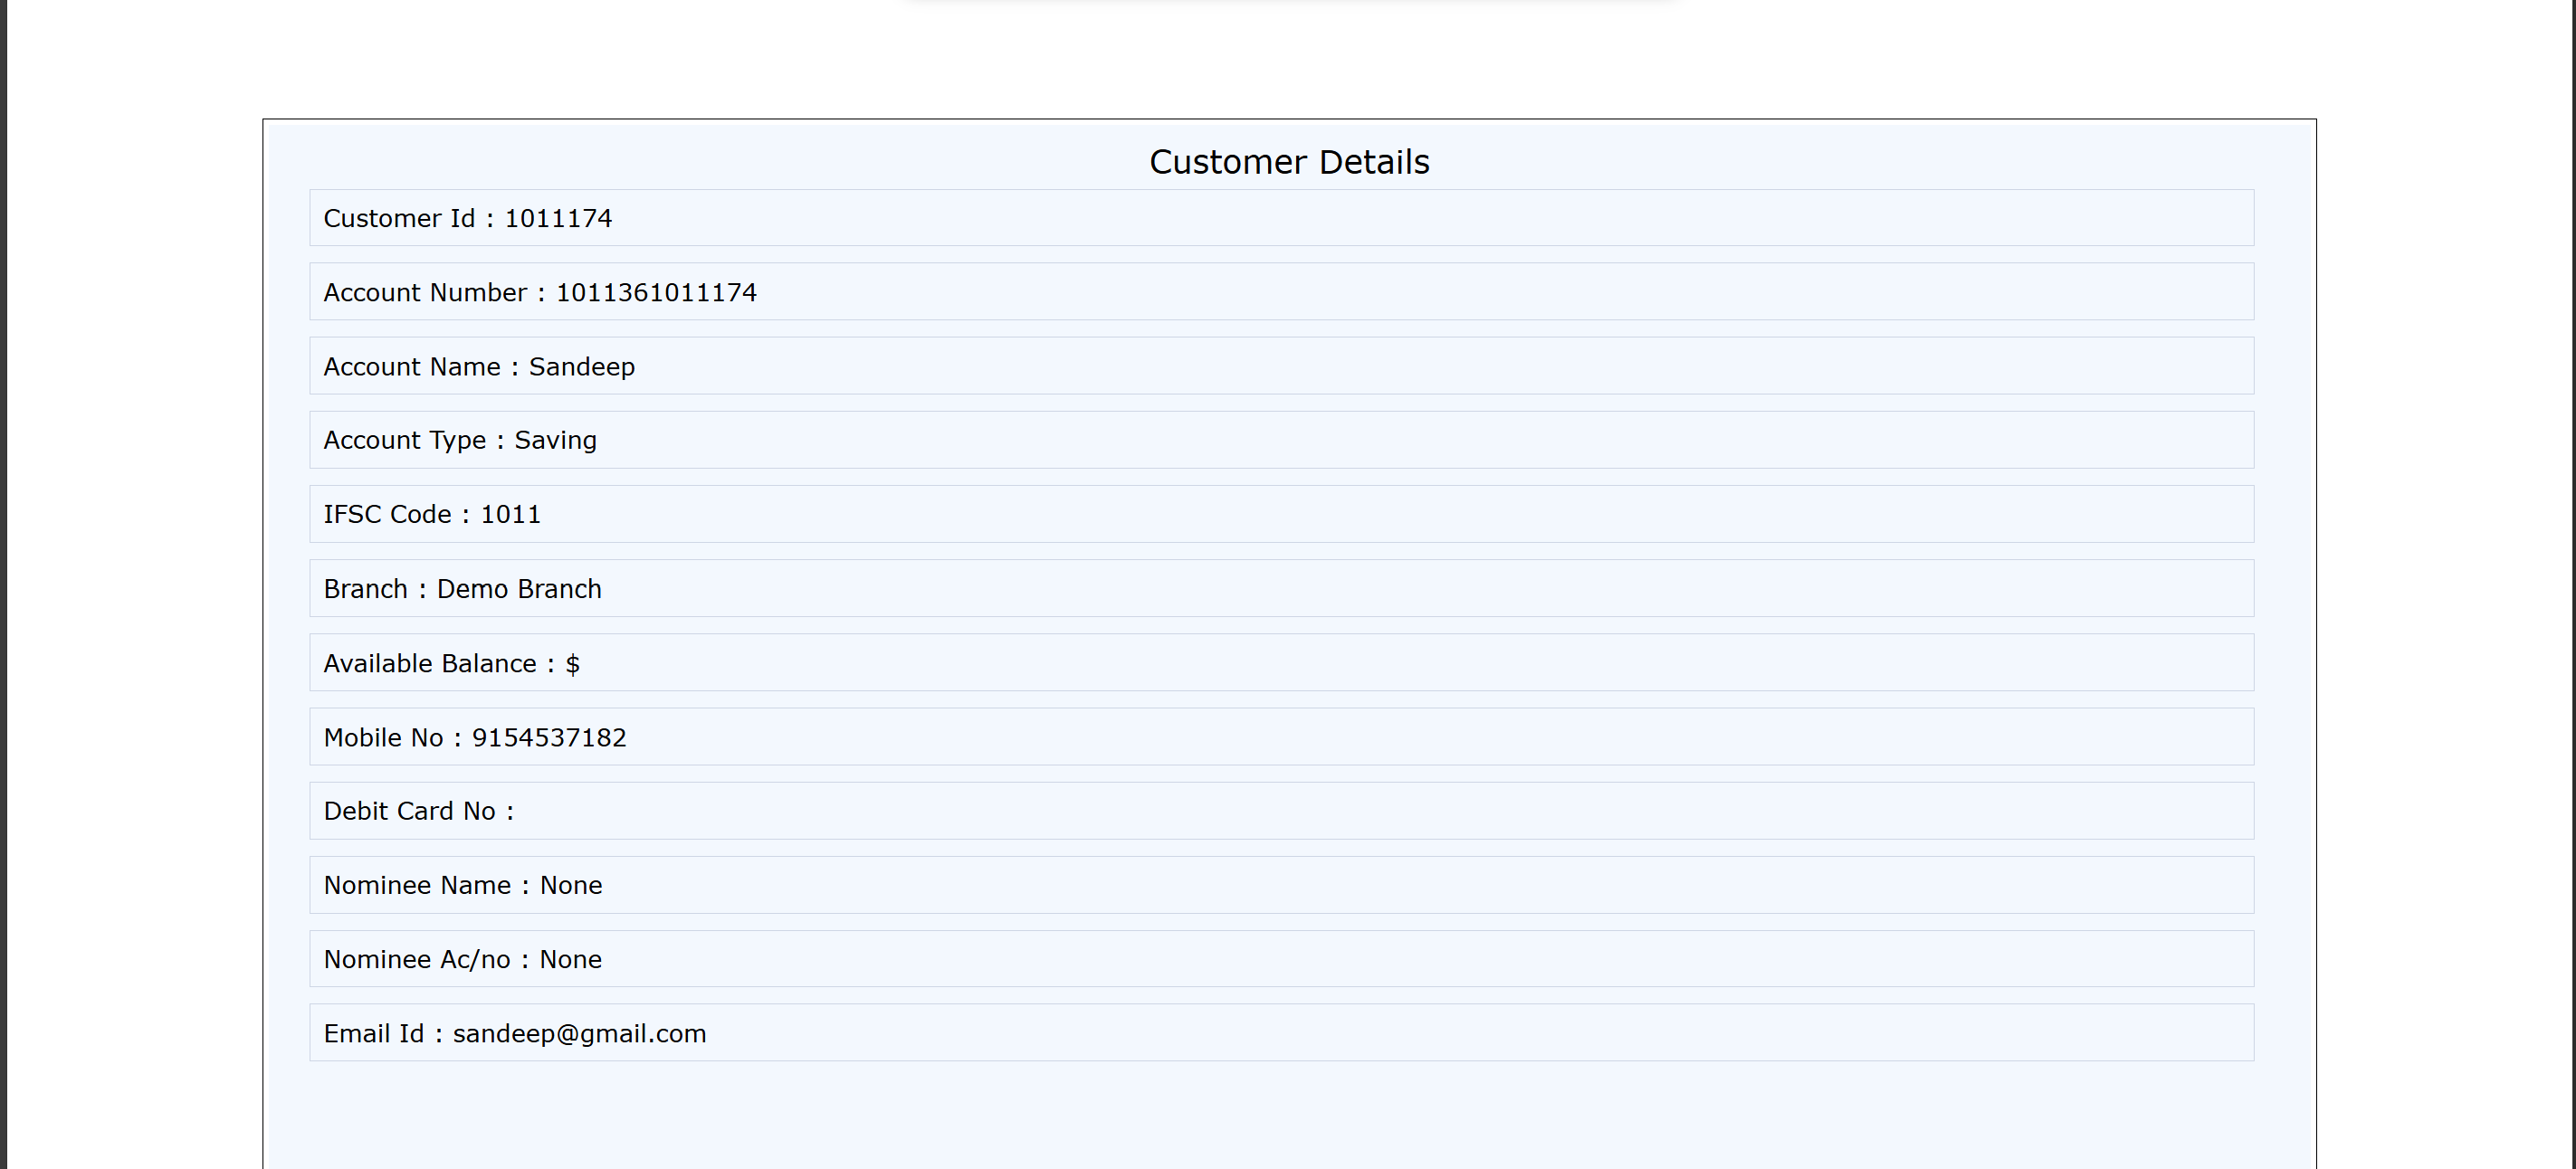 Customer Details
Customer Id : 1011174
Account Number : 1011361011174
Account Name : Sandeep
Account Type : Saving
IFSC Code : 1011
Branch : Demo Branch
Available Balance : $
Mobile No : 9154537182
Debit Card No :
Nominee Name : None
Nominee Ac/no : None
Email Id : sandeep@gmail.com